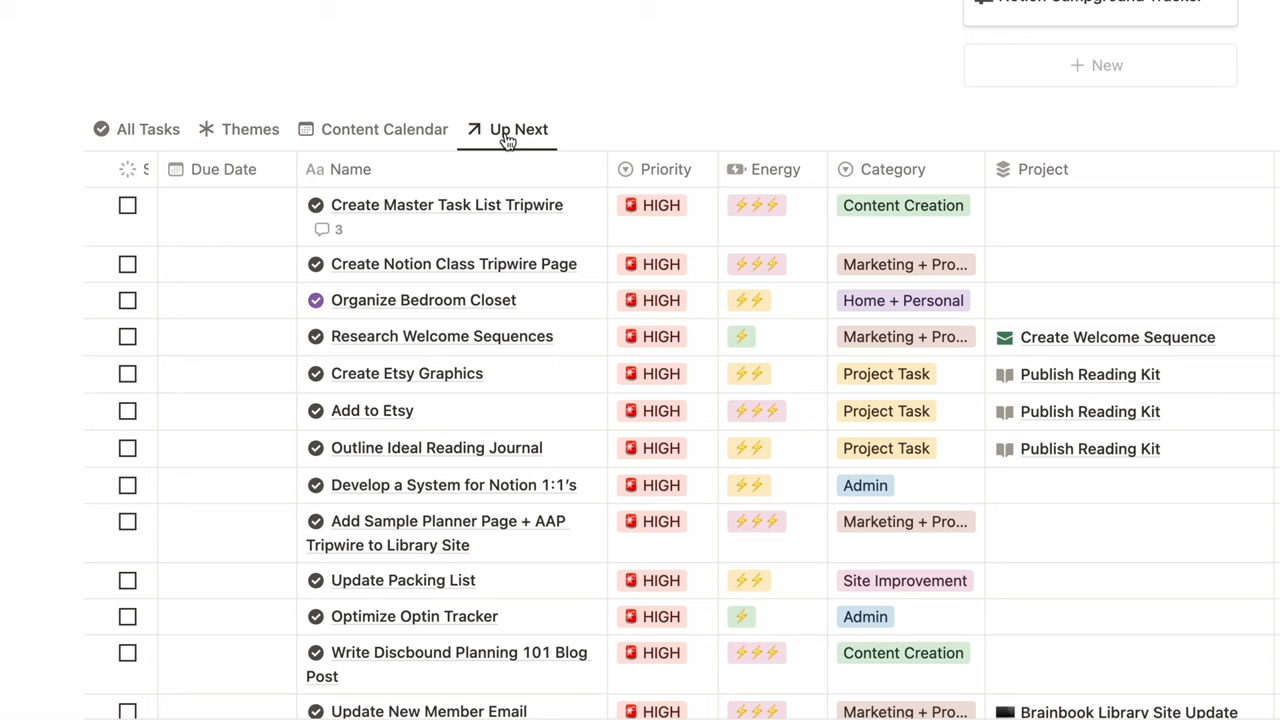 Notion Campground Tracker
+ New
All Tasks Themes Content Calendar Up Next
S Due Date Aa Name Priority Energy Category Project
Create Master Task List Tripwire HIGH Content Creation
3
Create Notion Class Tripwire Page HIGH Marketing + Pro...
Organize Bedroom Closet HIGH Home + Personal
Research Welcome Sequences HIGH Marketing + Pro... Create Welcome Sequence
Create Etsy Graphics HIGH Project Task Publish Reading Kit
Add to Etsy HIGH Project Task Publish Reading Kit
Outline Ideal Reading Journal HIGH Project Task Publish Reading Kit
Develop a System for Notion 1:1's HIGH Admin
Add Sample Planner Page + AAP HIGH Marketing + Pro...
Tripwire to Library Site
Update Packing List HIGH Site Improvement
Optimize Optin Tracker HIGH Admin
Write Discbound Planning 101 Blog HIGH Content Creation
Post
Update New Member Email HIGH Marketing + Pro... Brainbook Library Site Update